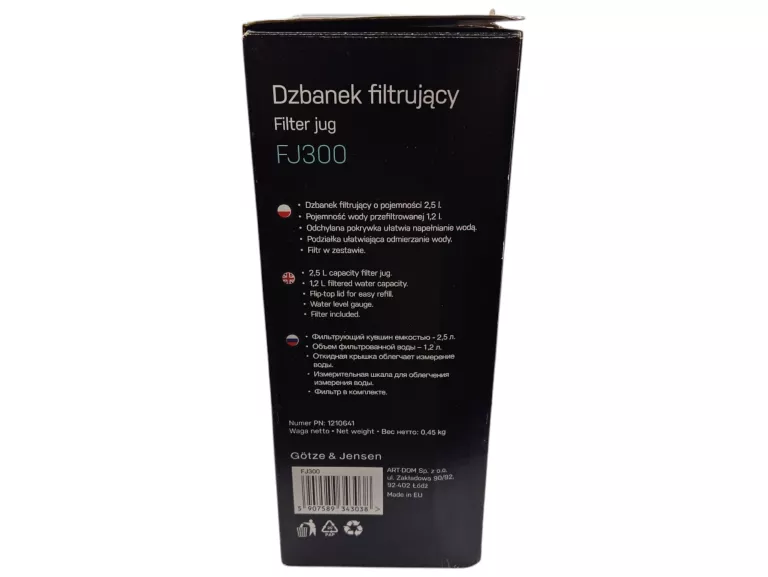 Dzbanek filtrujący
Filter jug
FJ300
• Dzbanek filtrujący o pojemności 2,5 l.
• Pojemność wody przefiltrowanej 1,2 l.
• Odchylana pokrywka ułatwia napełnianie wodą.
• Podziałka ułatwiająca odmierzanie wody.
• Filtr w zestawie.
• 2,5 L capacity filter jug.
• 1,2 L filtered water capacity.
• Flip-top lid for easy refill.
• Water level gauge.
• Filter included.
• Фильтрующий кувшин емкостью - 2,5 л.
• Объем фильтрованной воды – 1,2 л.
• Откидная крышка облегчает измерение
воды.
• Измерительная шкала для облегчения
измерения воды.
• Фильтр в комплекте.
Numer PN: 1210641
Waga netto • Net weight • Вес нетто: 0,45 kg
Götze & Jensen
FJ300
ART-DOM Sp. z o.o.
ul. Zakładowa 90/92,
92-402 Łódź
Made in EU
5 907589 343038 >
PAP